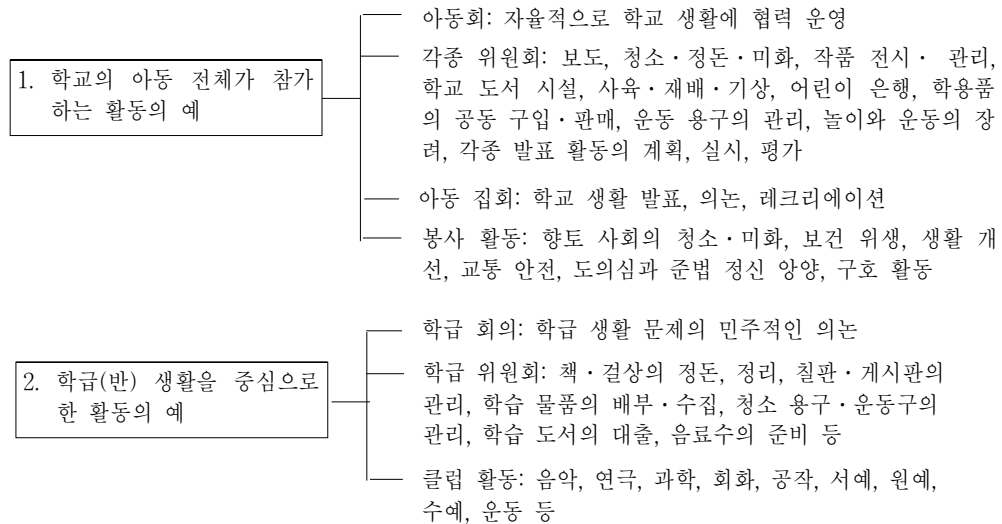 1. 학교의 아동 전체가 참가
하는 활동의 예
아동회: 자율적으로 학교 생활에 협력 운영
각종 위원회: 보도, 청소·정돈·미화, 작품 전시· 관리,
학교 도서 시설, 사육·재배·기상, 어린이 은행, 학용품
의 공동 구입·판매, 운동 용구의 관리, 놀이와 운동의 장
려, 각종 발표 활동의 계획, 실시, 평가
아동 집회: 학교 생활 발표, 의논, 레크리에이션
봉사 활동: 향토 사회의 청소·미화, 보건 위생, 생활 개
선, 교통 안전, 도의심과 준법 정신 앙양, 구호 활동
2. 학급(반) 생활을 중심으로
한 활동의 예
학급 회의: 학급 생활 문제의 민주적인 의논
학급 위원회: 책·걸상의 정돈, 정리, 칠판·게시판의
관리, 학습 물품의 배부·수집, 청소 용구·운동구의
관리, 학습 도서의 대출, 음료수의 준비 등
클럽 활동: 음악, 연극, 과학, 회화, 공작, 서예, 원예,
수예, 운동 등